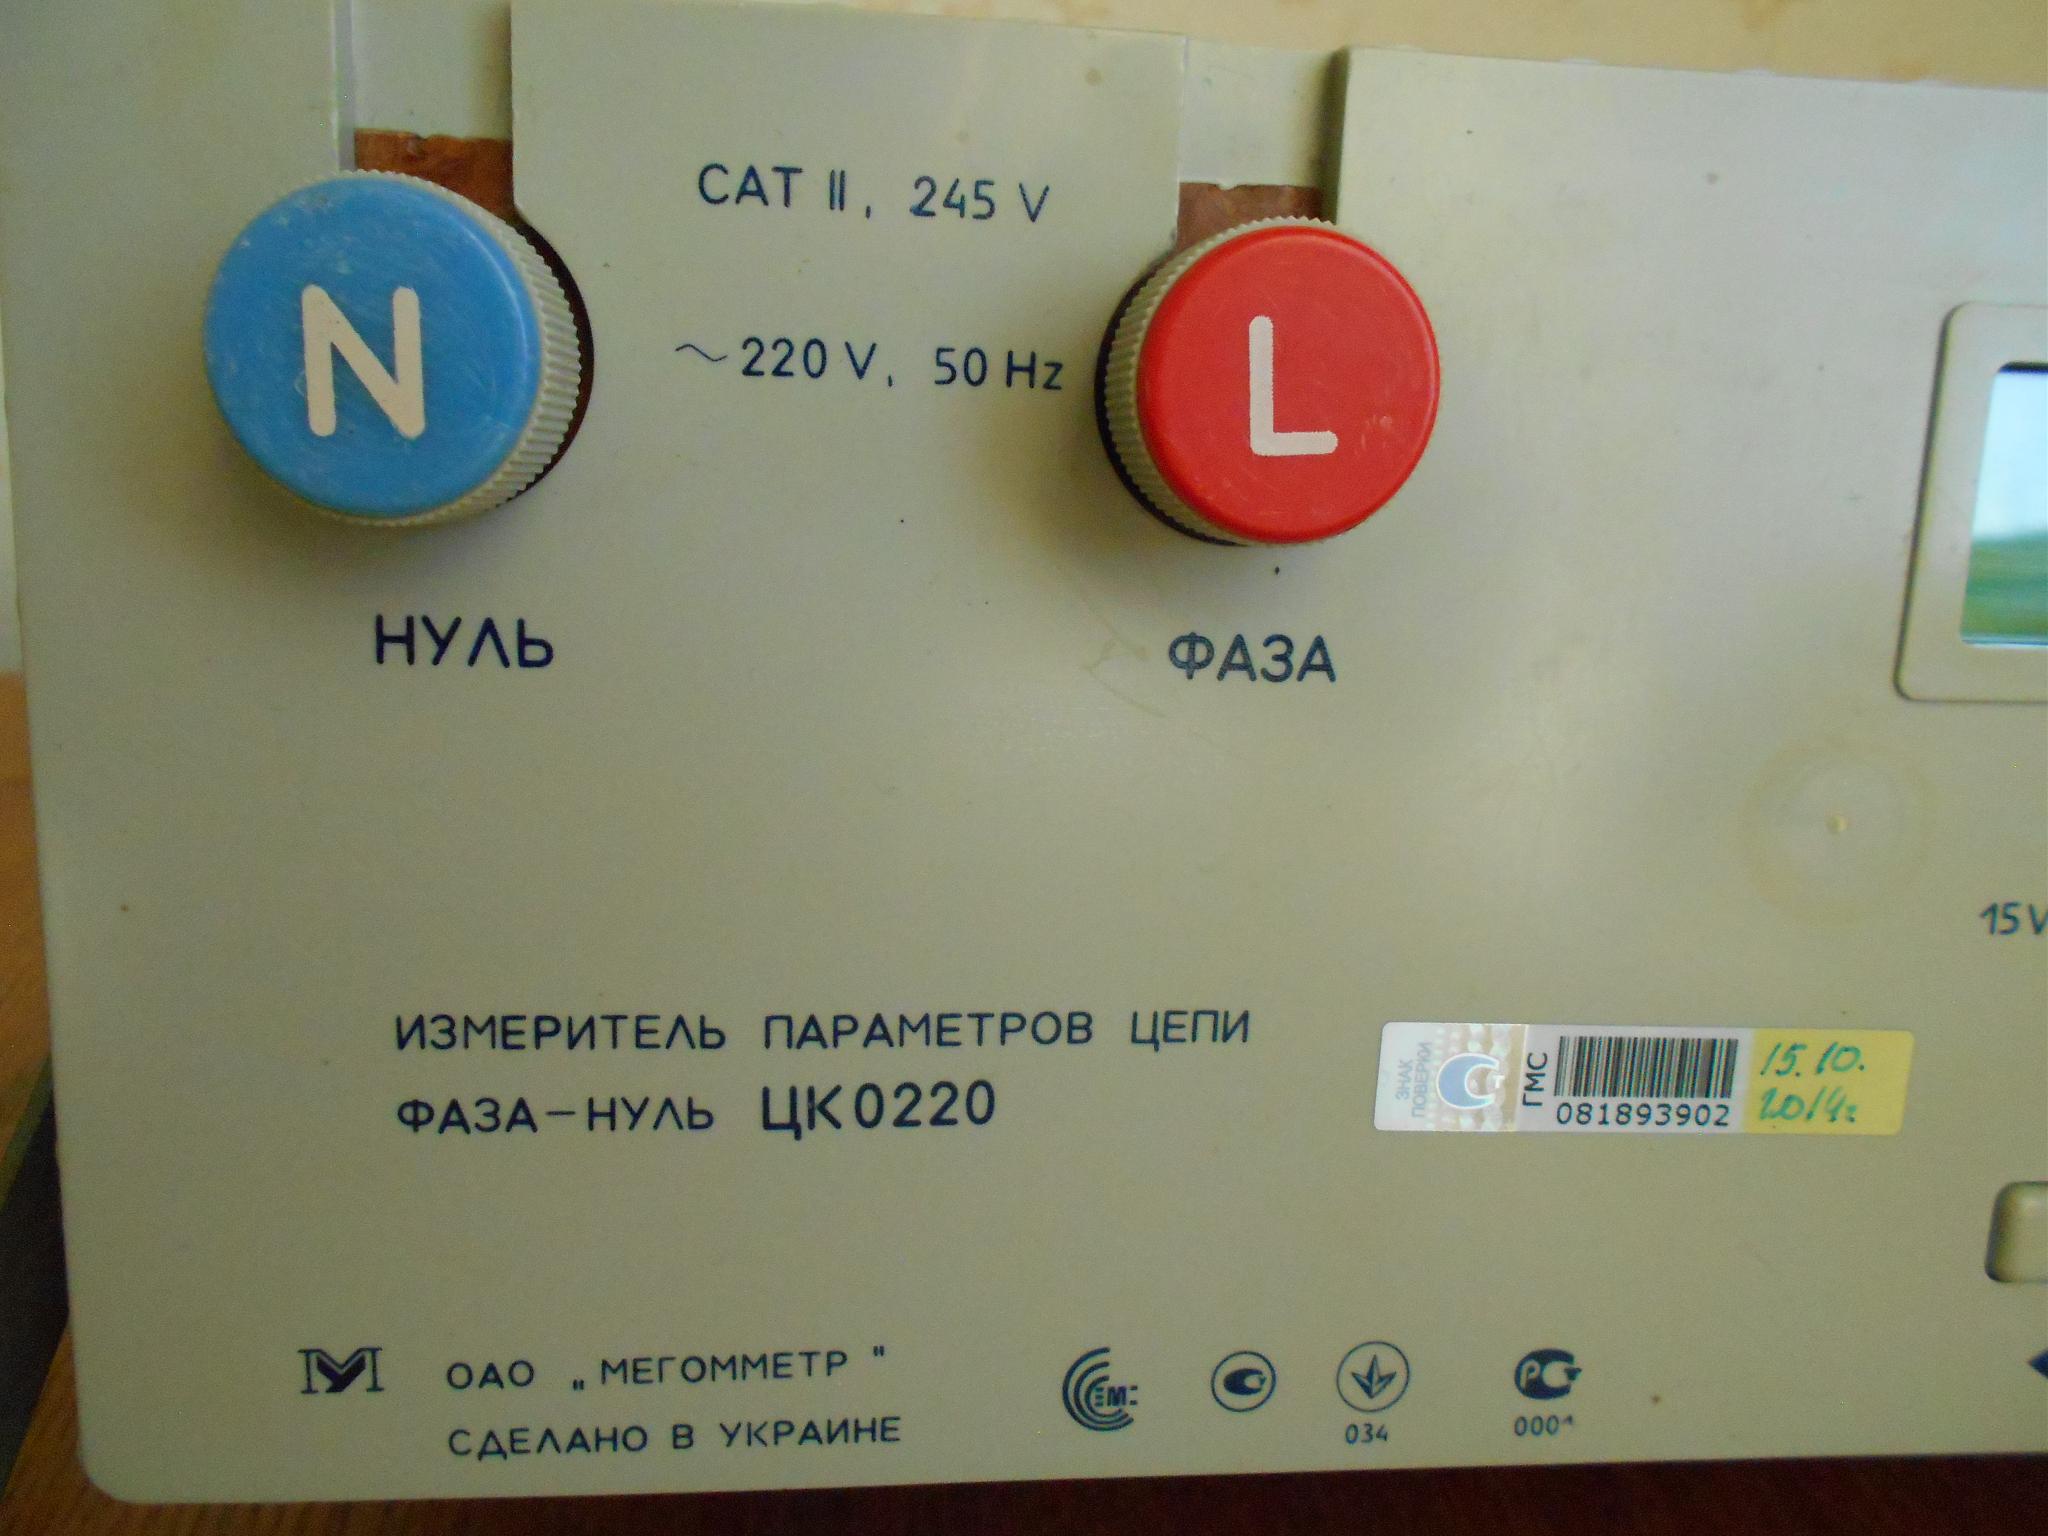 CAT II, 245 V
N
L
~220 V, 50 Hz
НУЛЬ
ФАЗА
15 V
ИЗМЕРИТЕЛЬ ПАРАМЕТРОВ ЦЕПИ
ФАЗА-НУЛЬ ЦК0220
ЗНАК
ПОВЕРКИ
ГМС
081893902
15.10.
2014г
ОАО „МЕГОММЕТР"
СДЕЛАНО В УКРАИНЕ
034